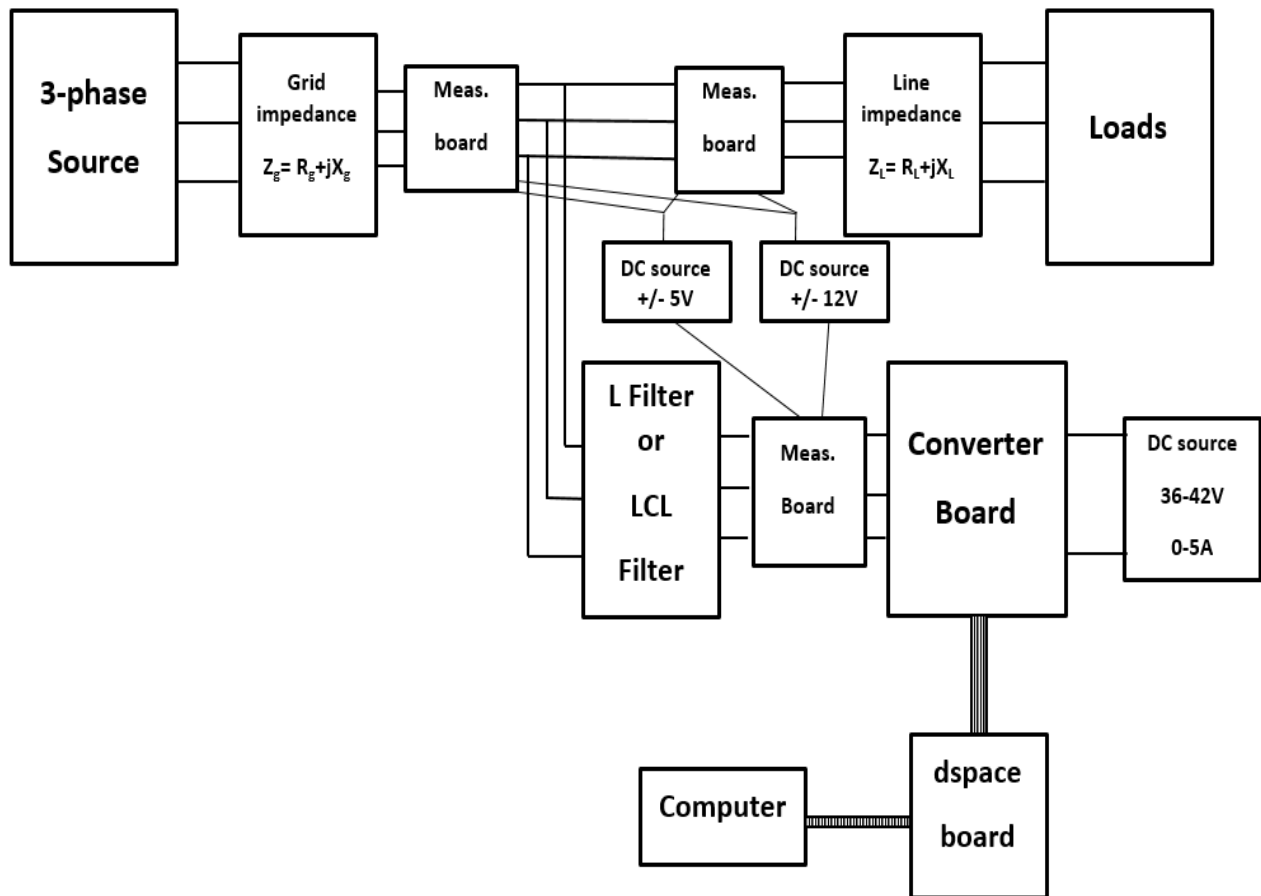 3-phase
Source
Grid
impedance
Zg= Rg+jXg
Meas.
board
Meas.
board
Line
impedance
ZL= RL+jXL
Loads
DC source
+/- 5V
DC source
+/- 12V
L Filter
or
LCL
Filter
Meas.
Board
Converter
Board
DC source
36-42V
0-5A
Computer
dspace
board